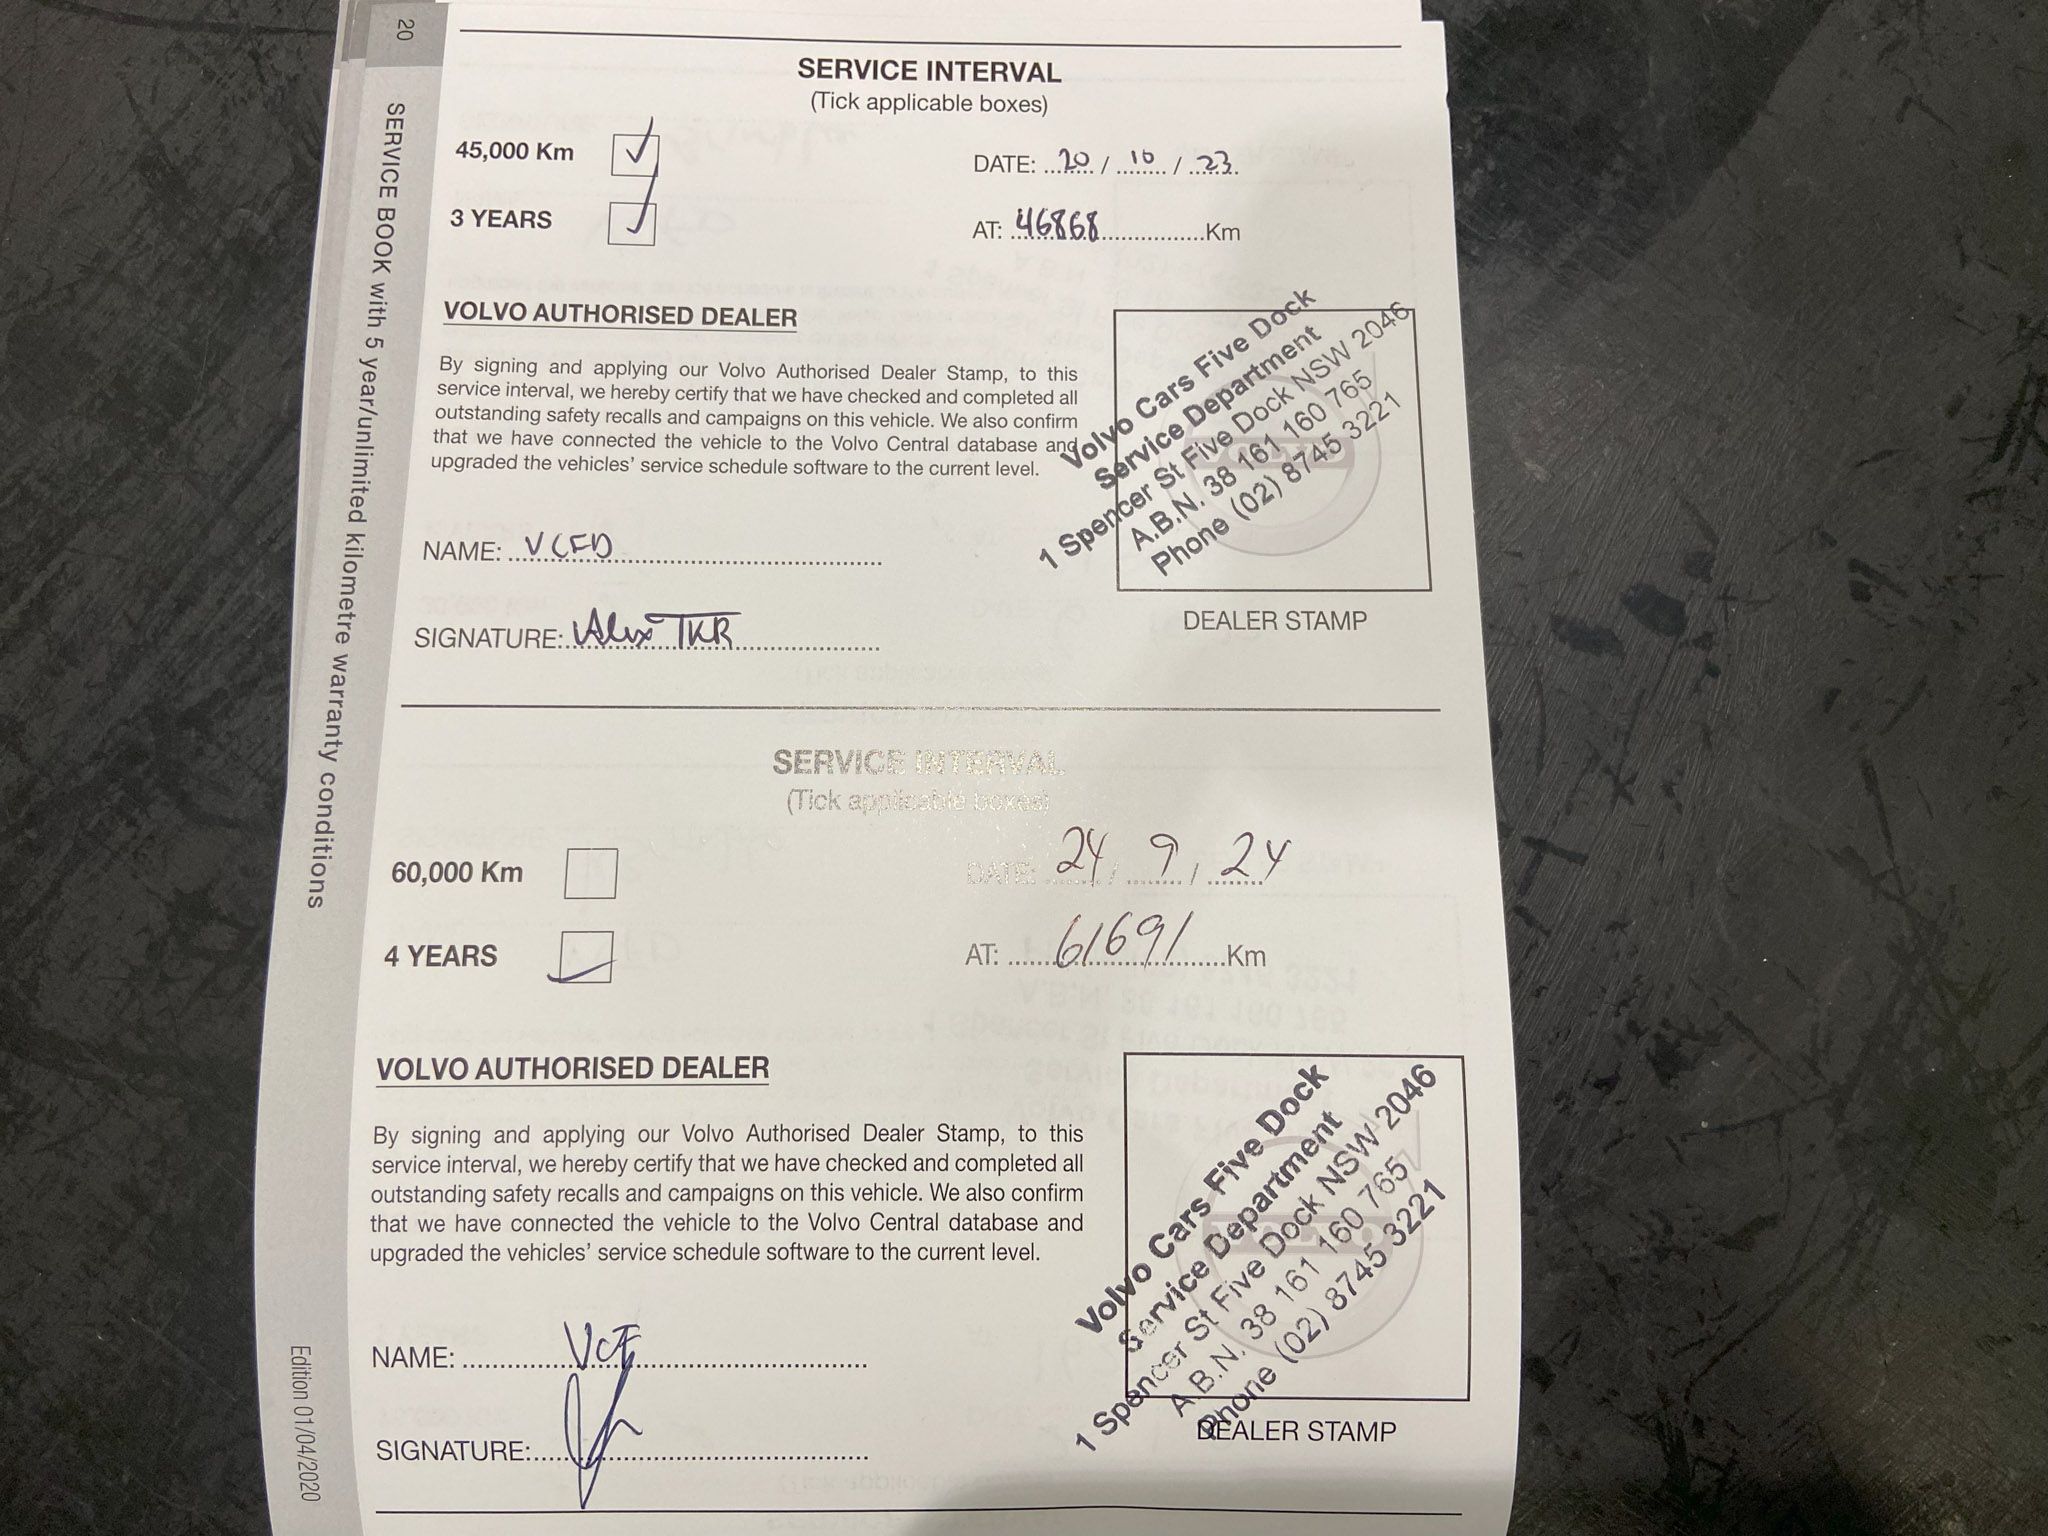 20
SERVICE BOOK with 5 year/unlimited kilometre warranty conditions
Edition 01/04/2020
SERVICE INTERVAL
(Tick applicable boxes)
45,000 Km
DATE: 20 / 10 / 23
3 YEARS
AT: 46868 Km
VOLVO AUTHORISED DEALER
By signing and applying our Volvo Authorised Dealer Stamp, to this
service interval, we hereby certify that we have checked and completed all
outstanding safety recalls and campaigns on this vehicle. We also confirm
that we have connected the vehicle to the Volvo Central database and
upgraded the vehicles' service schedule software to the current level.
Volvo Cars Five Dock
Service Department
1 Spencer St Five Dock NSW 2046
A.B.N. 38 161 160 765
Phone (02) 8745 3221
NAME: VCFD
SIGNATURE: Alex TKR
DEALER STAMP
SERVICE INTERVAL
(Tick applicable boxes)
60,000 Km
DATE: 24 / 9 / 24
4 YEARS
AT: 61691 Km
VOLVO AUTHORISED DEALER
By signing and applying our Volvo Authorised Dealer Stamp, to this
service interval, we hereby certify that we have checked and completed all
outstanding safety recalls and campaigns on this vehicle. We also confirm
that we have connected the vehicle to the Volvo Central database and
upgraded the vehicles' service schedule software to the current level.
Volvo Cars Five Dock
Service Department
1 Spencer St Five Dock NSW 2046
A.B.N. 38 161 160 765
Phone (02) 8745 3221
NAME: VCF
SIGNATURE:
DEALER STAMP